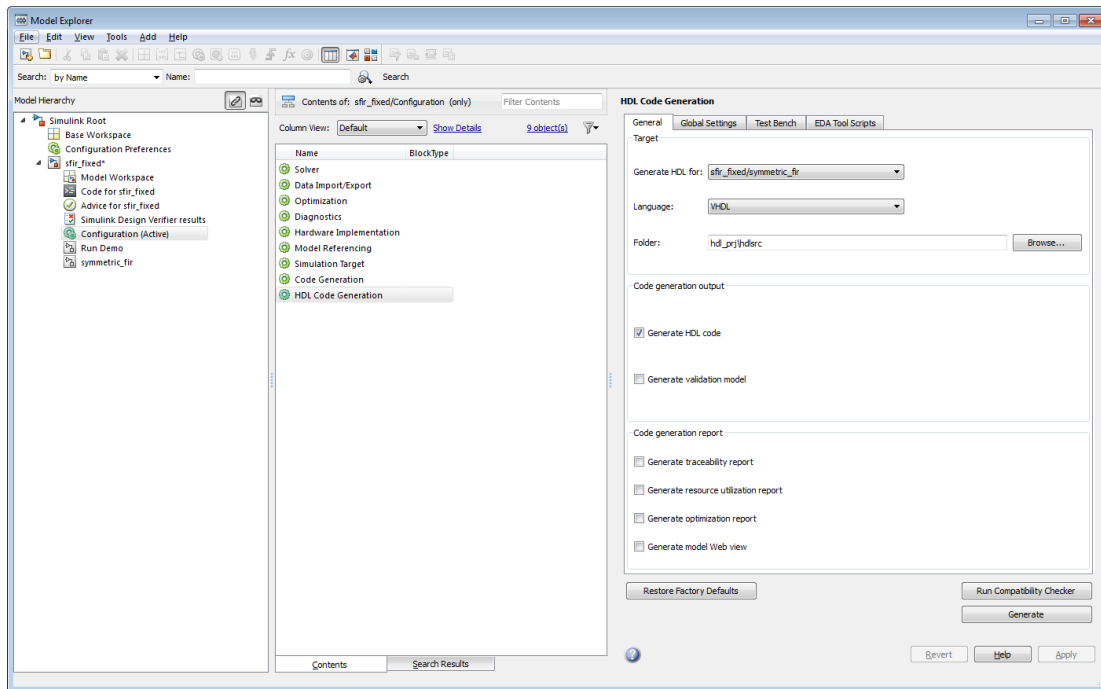 Model Explorer
File Edit View Tools Add Help
Search: by Name Name: Search
Model Hierarchy
Simulink Root
Base Workspace
Configuration Preferences
sfir_fixed*
Model Workspace
Code for sfir_fixed
Advice for sfir_fixed
Simulink Design Verifier results
Configuration (Active)
Run Demo
symmetric_fir
Contents of: sfir_fixed/Configuration (only) Filter Contents
Column View: Default Show Details 9 object(s)
Name BlockType
Solver
Data Import/Export
Optimization
Diagnostics
Hardware Implementation
Model Referencing
Simulation Target
Code Generation
HDL Code Generation
Contents Search Results
HDL Code Generation
General Global Settings Test Bench EDA Tool Scripts
Target
Generate HDL for: sfir_fixed/symmetric_fir
Language: VHDL
Folder: hdl_prj\hdlsrc Browse...
Code generation output
Generate HDL code
Generate validation model
Code generation report
Generate traceability report
Generate resource utilization report
Generate optimization report
Generate model Web view
Restore Factory Defaults Run Compatibility Checker
Generate
Revert Help Apply